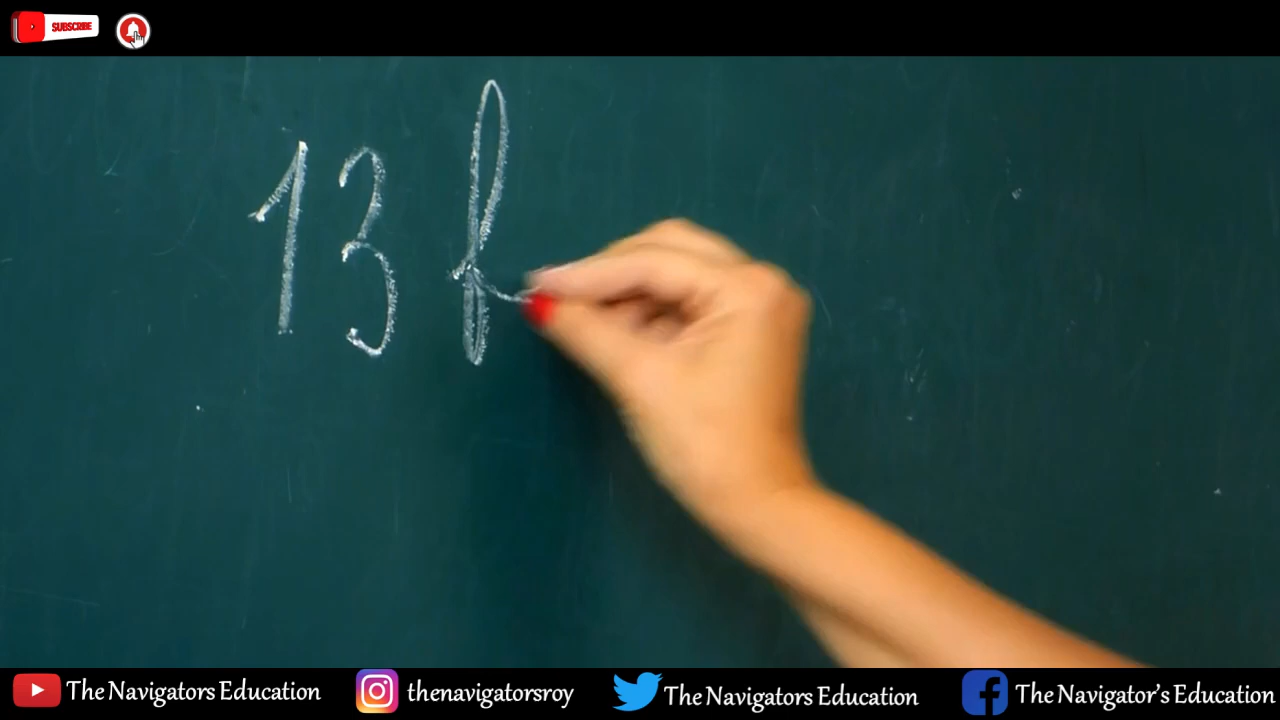 SUBSCRIBE
13 f
The Navigators Education
thenavigatorsroy
The Navigators Education
The Navigator's Education